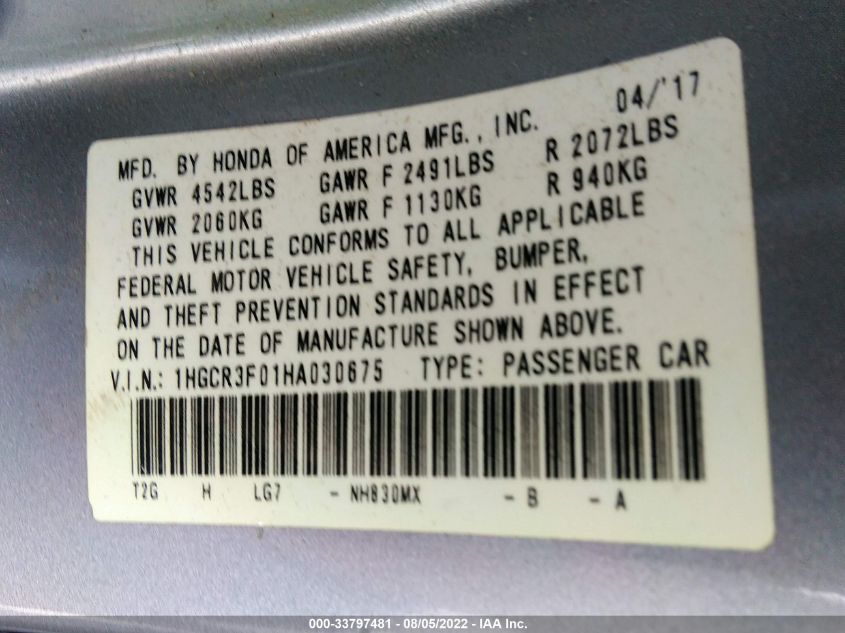 04/'17
MFD. BY HONDA OF AMERICA MFG., INC.
GVWR 4542LBS GAWR F 2491LBS R 2072LBS
GVWR 2060KG GAWR F 1130KG R 940KG
THIS VEHICLE CONFORMS TO ALL APPLICABLE
FEDERAL MOTOR VEHICLE SAFETY, BUMPER,
AND THEFT PREVENTION STANDARDS IN EFFECT
ON THE DATE OF MANUFACTURE SHOWN ABOVE.
V.I.N.: 1HGCR3F01HA030675 TYPE: PASSENGER CAR
T2G H LG7 - NH830MX - B - A
000-33797481 - 08/05/2022 - IAA Inc.